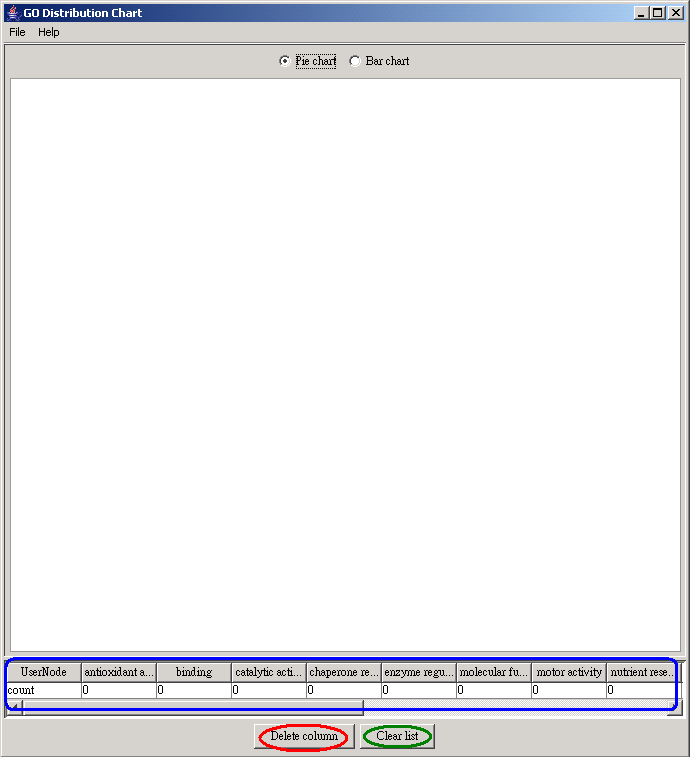 GO Distribution Chart
File Help
Pie chart Bar chart
UserNode antioxidant a... binding catalytic acti... chaperone re... enzyme regu... molecular fu... motor activity nutrient rese...
count 0 0 0 0 0 0 0 0
Delete column Clear list